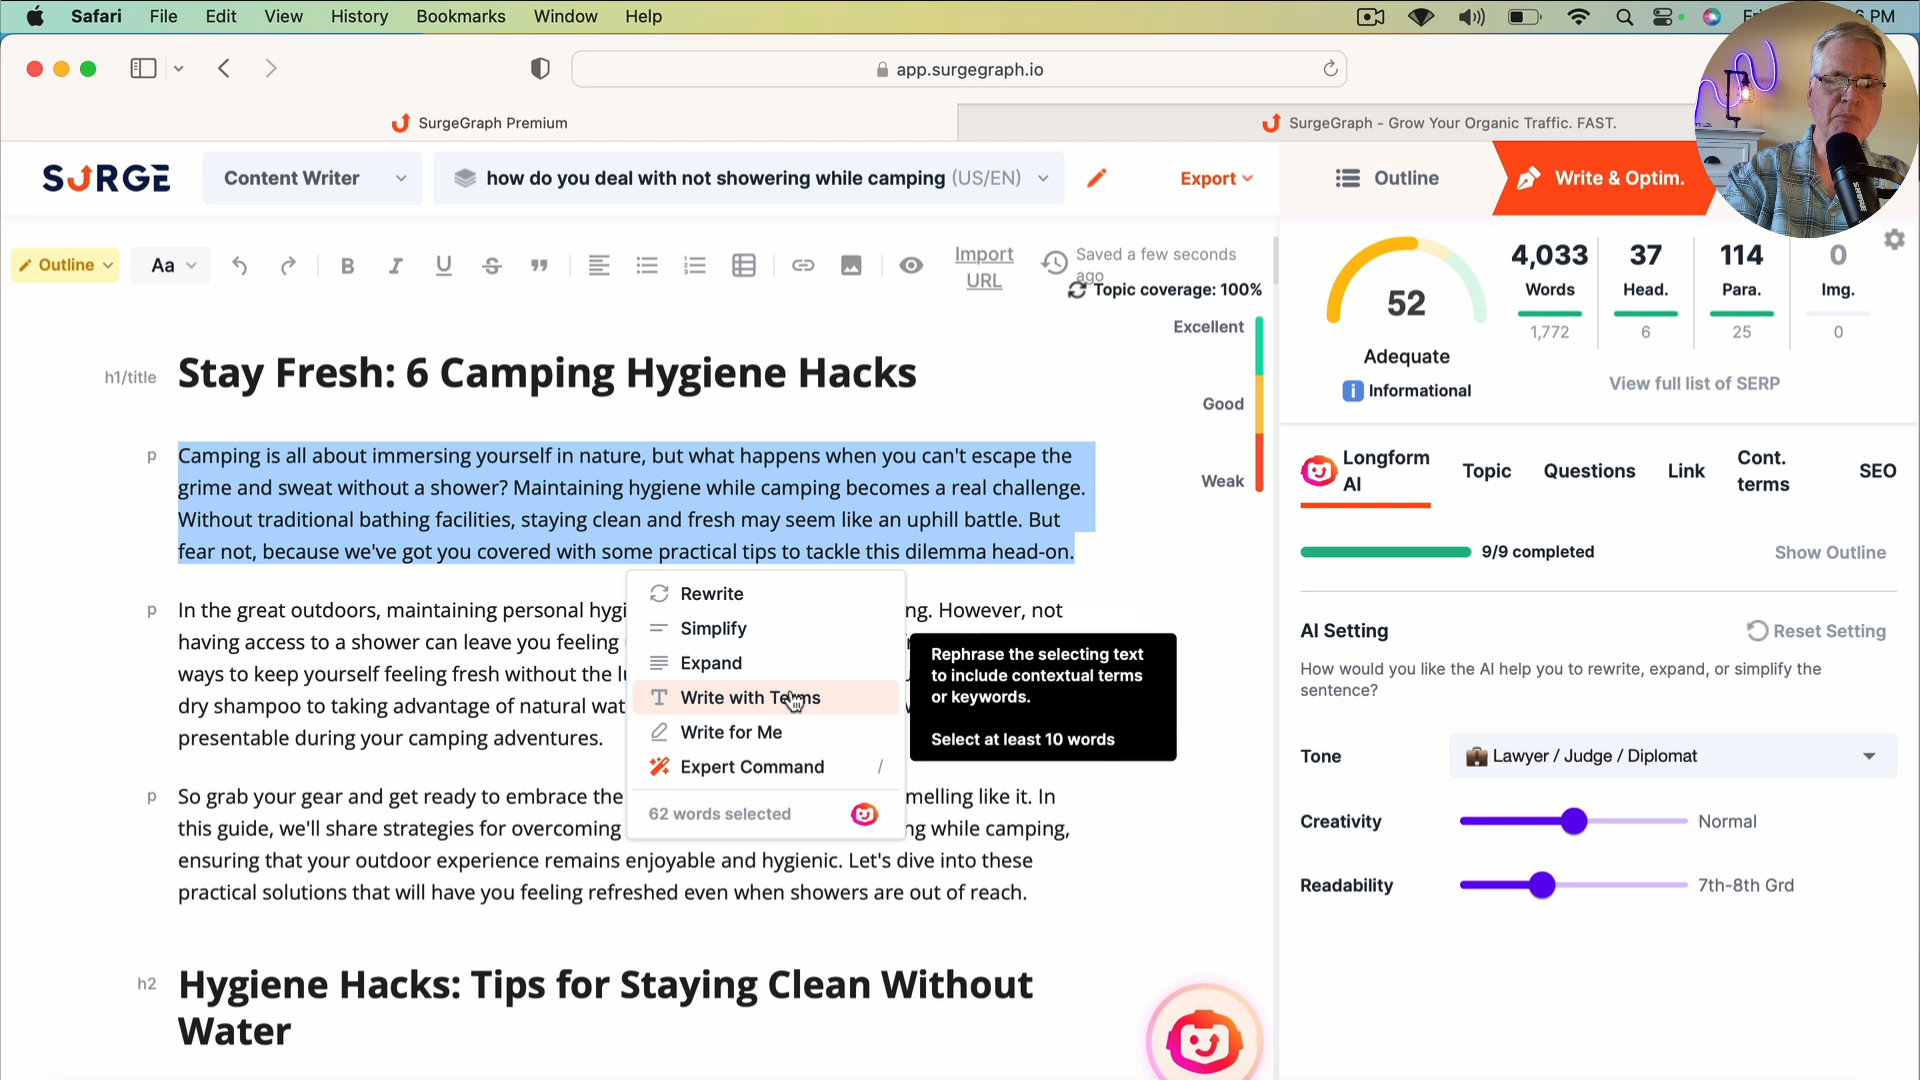 Safari File Edit View History Bookmarks Window Help
6 PM
app.surgegraph.io
SurgeGraph Premium
SurgeGraph - Grow Your Organic Traffic. FAST.
SURGE
Content Writer
how do you deal with not showering while camping (US/EN)
Export
Outline
Write & Optim.
Outline
Aa
B I U S
Import
URL
Saved a few seconds
ago
Topic coverage: 100%
Excellent
Good
Weak
h1/title
Stay Fresh: 6 Camping Hygiene Hacks
p
Camping is all about immersing yourself in nature, but what happens when you can't escape the
grime and sweat without a shower? Maintaining hygiene while camping becomes a real challenge.
Without traditional bathing facilities, staying clean and fresh may seem like an uphill battle. But
fear not, because we've got you covered with some practical tips to tackle this dilemma head-on.
p
In the great outdoors, maintaining personal hygi ng. However, not
having access to a shower can leave you feeling
ways to keep yourself feeling fresh without the
dry shampoo to taking advantage of natural wat
presentable during your camping adventures.
p
So grab your gear and get ready to embrace the melling like it. In
this guide, we'll share strategies for overcoming ng while camping,
ensuring that your outdoor experience remains enjoyable and hygienic. Let's dive into these
practical solutions that will have you feeling refreshed even when showers are out of reach.
h2
Hygiene Hacks: Tips for Staying Clean Without
Water
Rewrite
Simplify
Expand
Write with Terms
Write for Me
Expert Command /
62 words selected
Rephrase the selecting text
to include contextual terms
or keywords.
Select at least 10 words
52
Adequate
Informational
4,033 37 114 0
Words Head. Para. Img.
1,772 6 25 0
View full list of SERP
Longform
AI
Topic
Questions
Link
Cont.
terms
SEO
9/9 completed
Show Outline
AI Setting
Reset Setting
How would you like the AI help you to rewrite, expand, or simplify the
sentence?
Tone
Lawyer / Judge / Diplomat
Creativity
Normal
Readability
7th-8th Grd